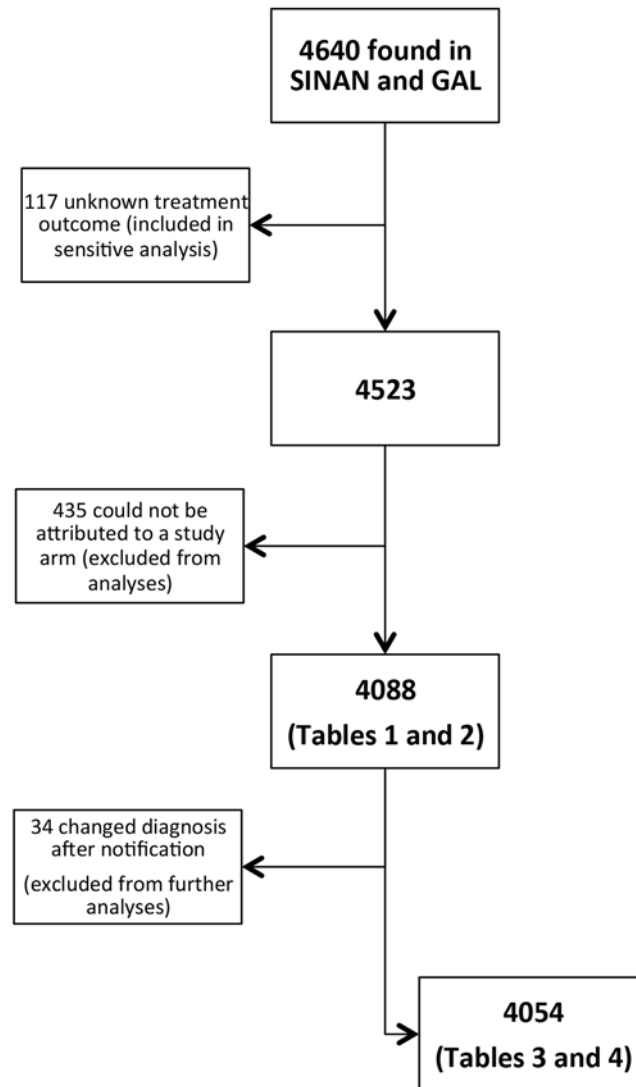 4640 found in
SINAN and GAL
117 unknown treatment
outcome (included in
sensitive analysis)
4523
435 could not be
attributed to a study
arm (excluded from
analyses)
4088
(Tables 1 and 2)
34 changed diagnosis
after notification
(excluded from further
analyses)
4054
(Tables 3 and 4)